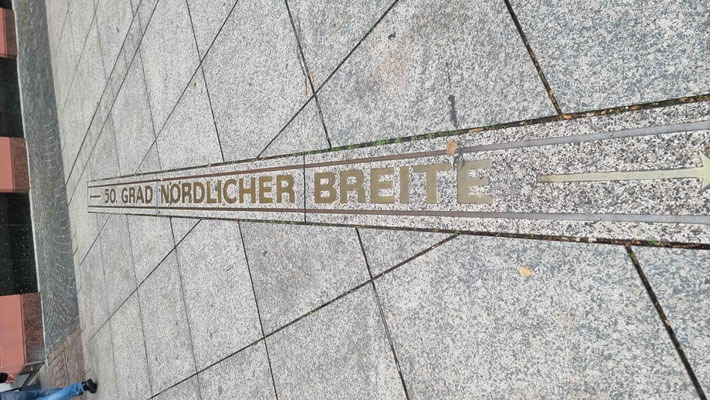 50. GRAD NÖRDLICHER BREITE